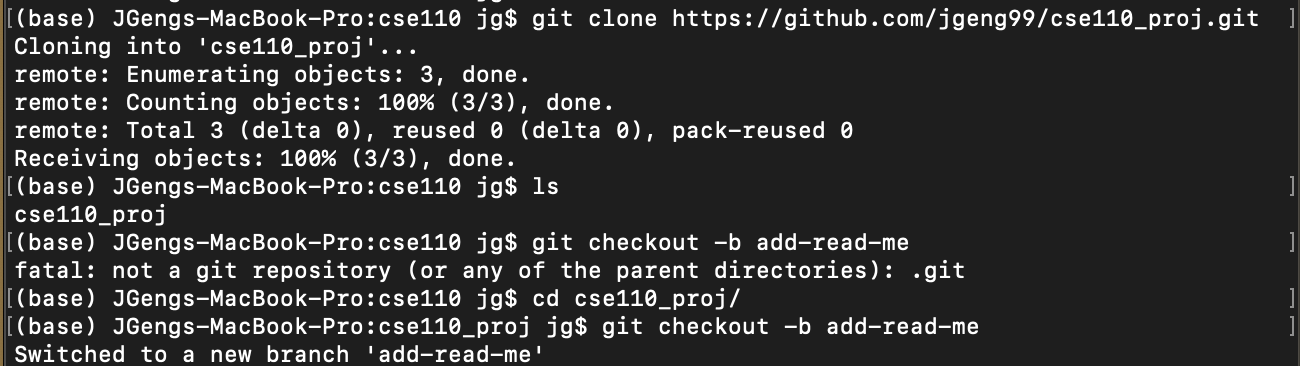 [(base) JGengs-MacBook-Pro:cse110 jg$ git clone https://github.com/jgeng99/cse110_proj.git ]
Cloning into 'cse110_proj'...
remote: Enumerating objects: 3, done.
remote: Counting objects: 100% (3/3), done.
remote: Total 3 (delta 0), reused 0 (delta 0), pack-reused 0
Receiving objects: 100% (3/3), done.
[(base) JGengs-MacBook-Pro:cse110 jg$ ls ]
cse110_proj
[(base) JGengs-MacBook-Pro:cse110 jg$ git checkout -b add-read-me ]
fatal: not a git repository (or any of the parent directories): .git
[(base) JGengs-MacBook-Pro:cse110 jg$ cd cse110_proj/ ]
[(base) JGengs-MacBook-Pro:cse110_proj jg$ git checkout -b add-read-me ]
Switched to a new branch 'add-read-me'